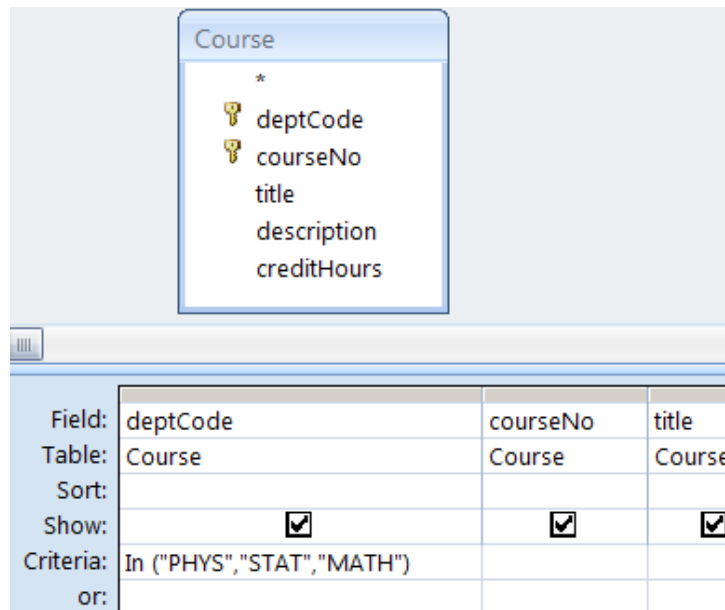 Course
*
deptCode
courseNo
title
description
creditHours
Field: deptCode courseNo title
Table: Course Course Course
Sort:
Show:
Criteria: In ("PHYS","STAT","MATH")
or: